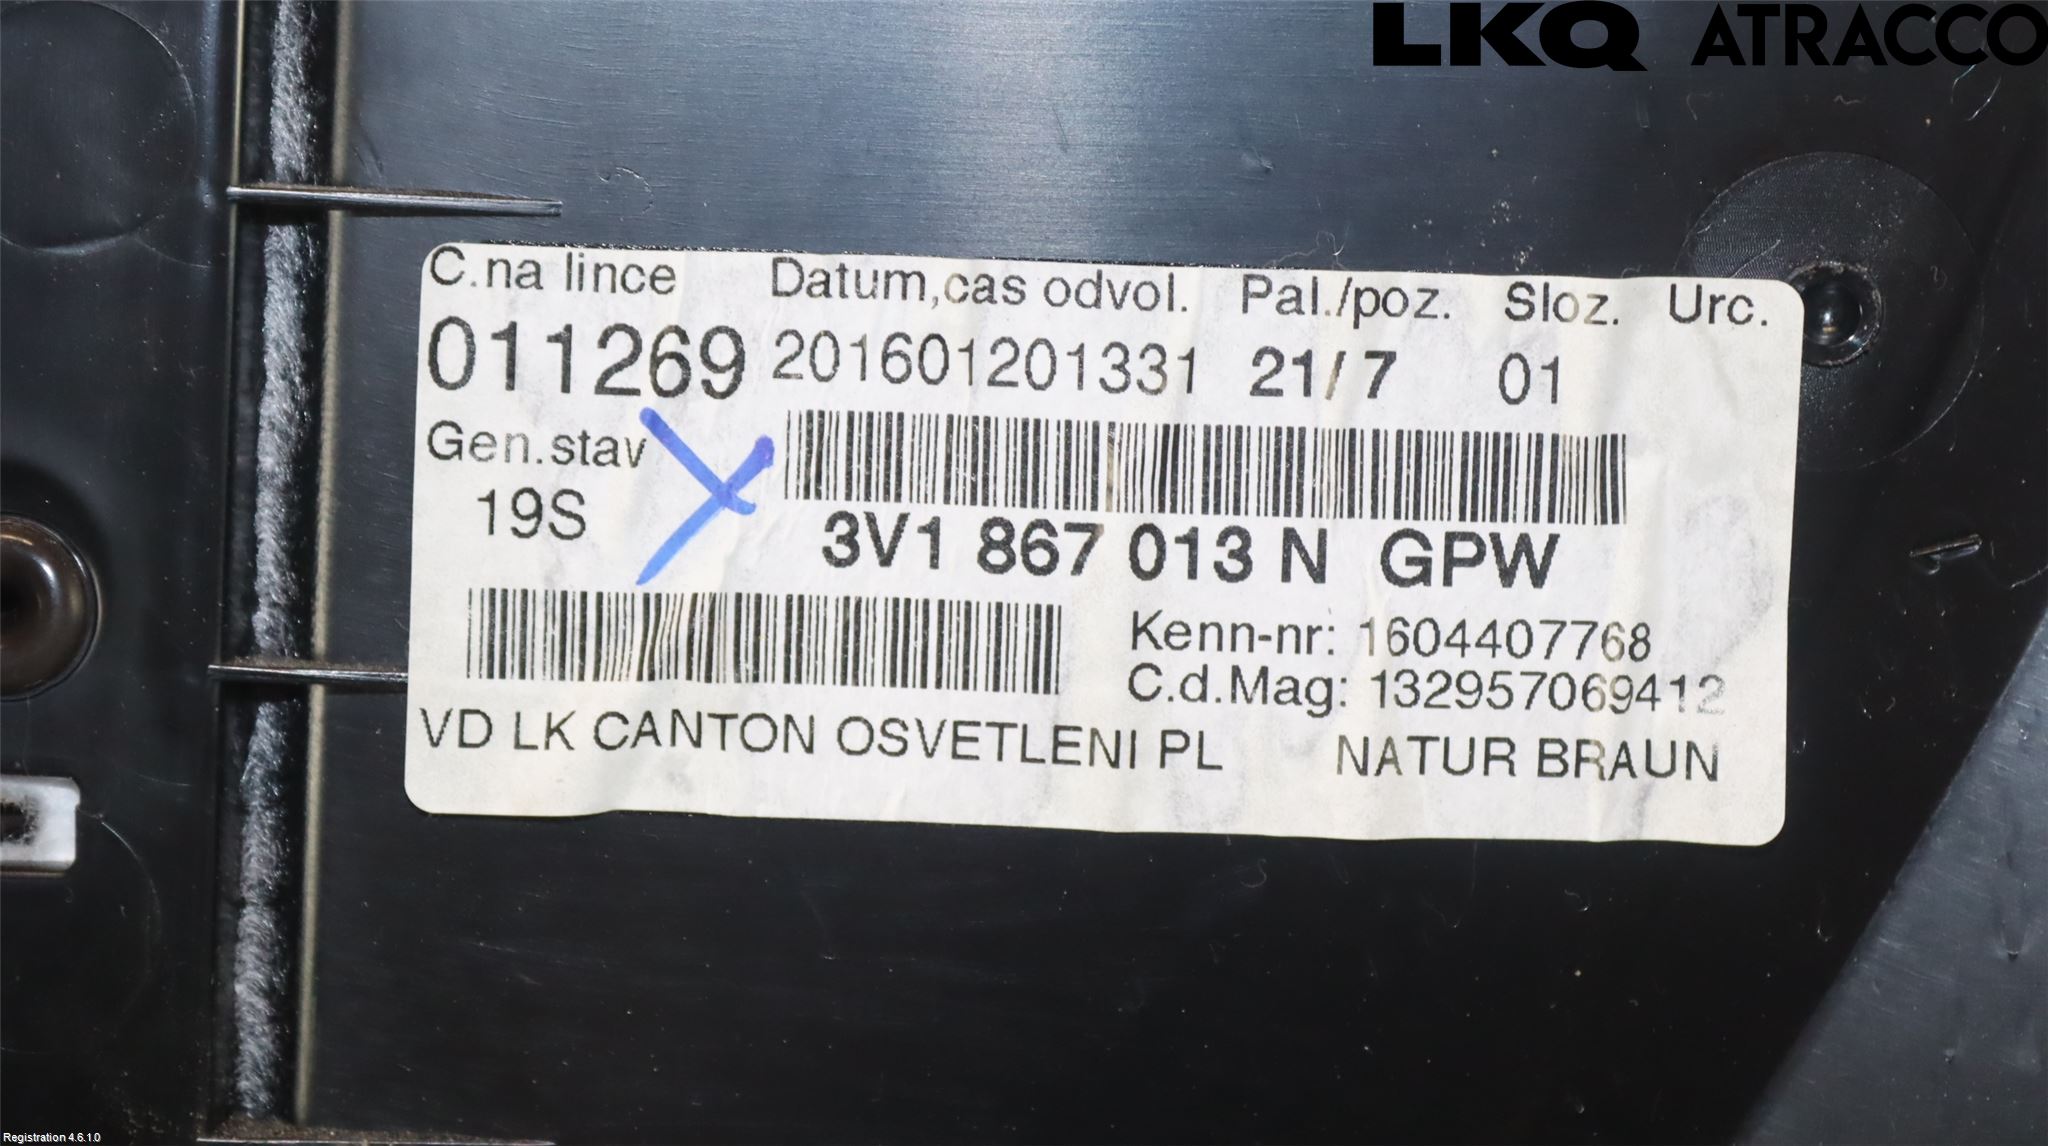 LKQ ATRACCO
C.na lince Datum,cas odvol. Pal./poz. Sloz. Urc.
011269 201601201331 21/7 01
Gen.stav
19S
3V1 867 013 N GPW
Kenn-nr: 1604407768
C.d.Mag: 132957069412
VD LK CANTON OSVETLENI PL NATUR BRAUN
Registration 4.6.1.0